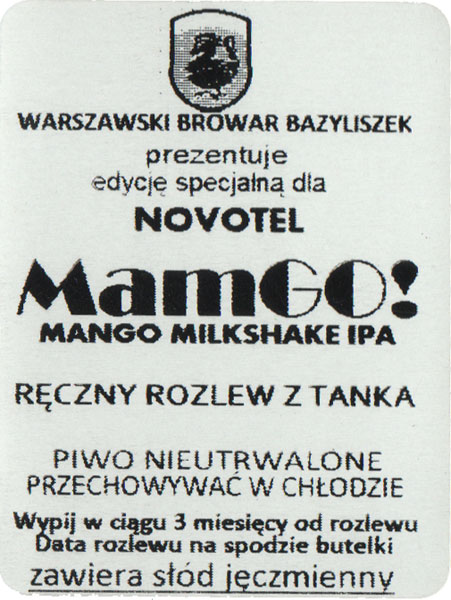 WARSZAWSKI BROWAR BAZYLISZEK
prezentuje
edycję specjalną dla
NOVOTEL
MamGO!
MANGO MILKSHAKE IPA
RĘCZNY ROZLEW Z TANKA
PIWO NIEUTRWALONE
PRZECHOWYWAĆ W CHŁODZIE
Wypij w ciągu 3 miesięcy od rozlewu
Data rozlewu na spodzie butelki
zawiera słód jęczmienny